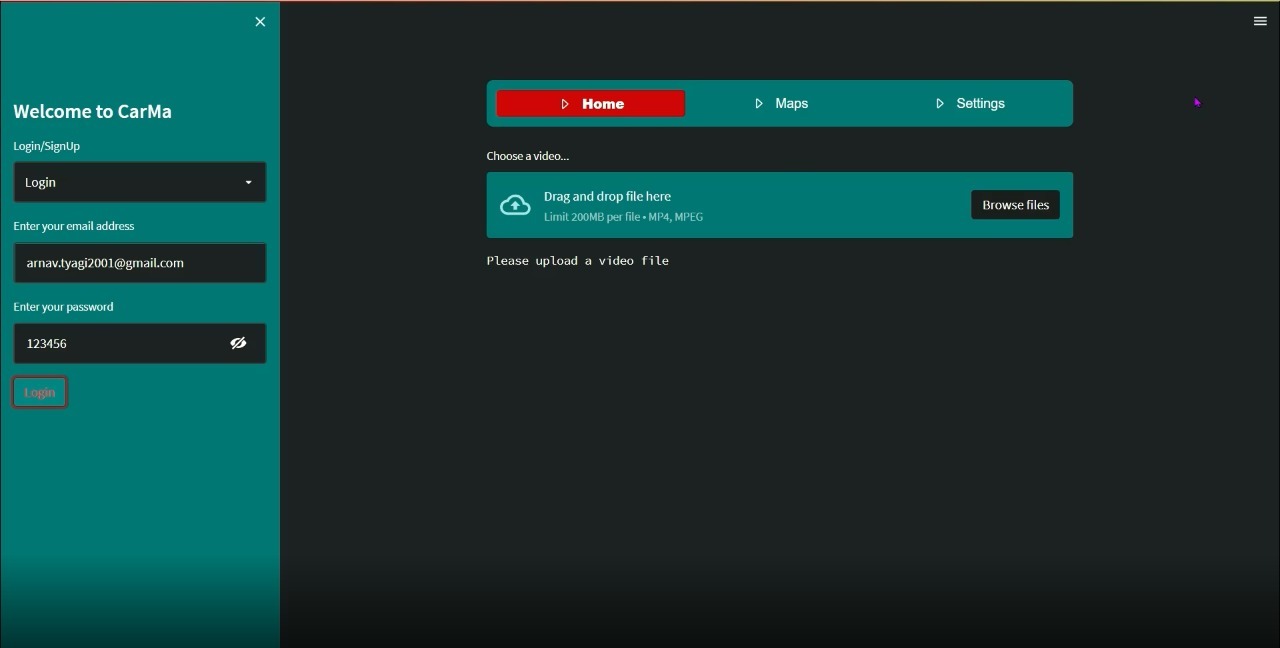 Welcome to CarMa
Login/SignUp
Login
Enter your email address
arnav.tyagi2001@gmail.com
Enter your password
123456
Login
Home
Maps
Settings
Choose a video...
Drag and drop file here
Limit 200MB per file • MP4, MPEG
Browse files
Please upload a video file